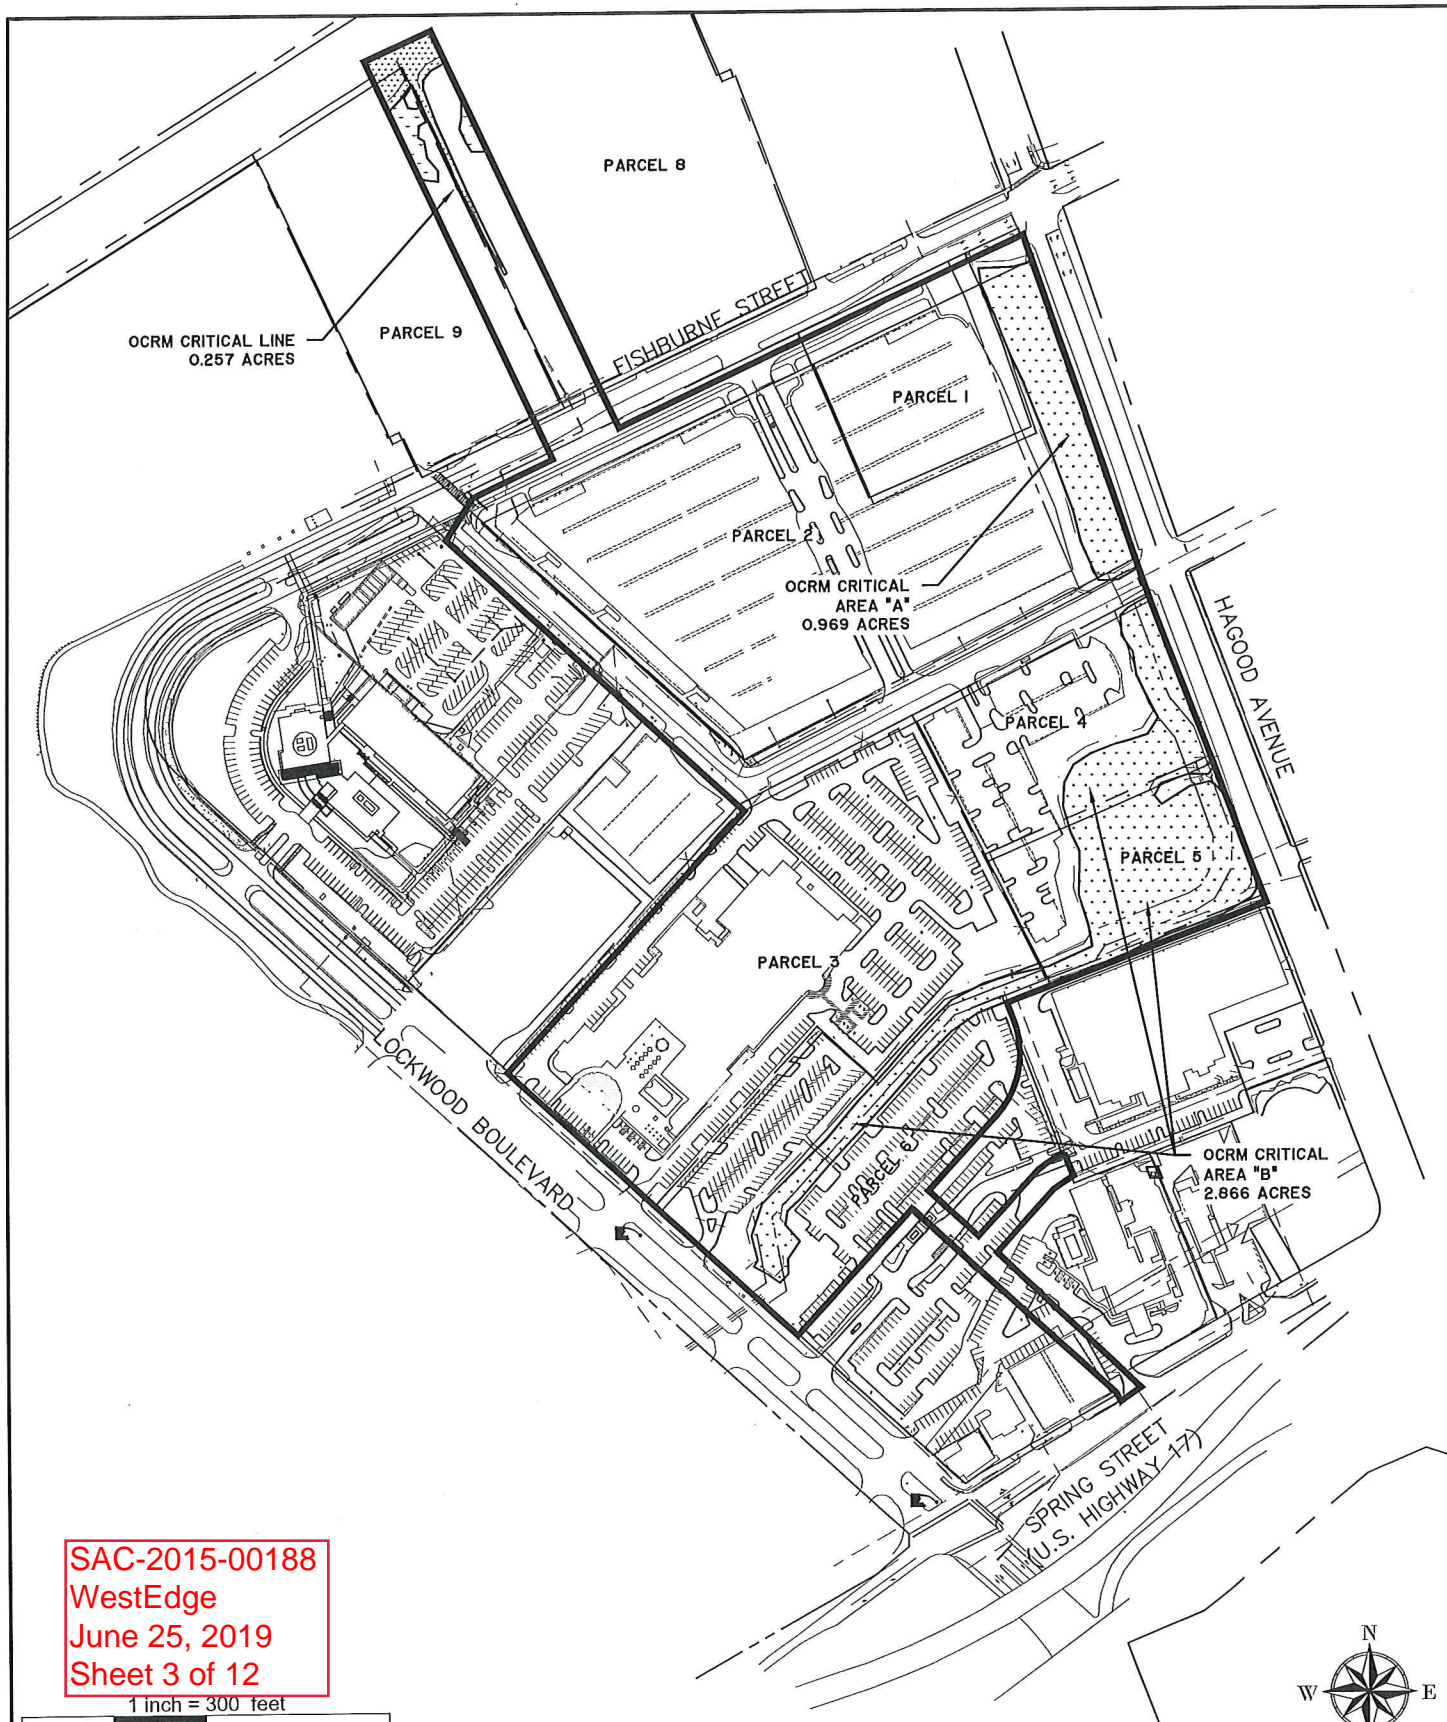 PARCEL 8
OCRM CRITICAL LINE
0.257 ACRES
PARCEL 9
FISHBURNE STREET
PARCEL 1
PARCEL 2
OCRM CRITICAL
AREA "A"
0.969 ACRES
HAGOOD AVENUE
PARCEL 4
PARCEL 5
PARCEL 3
LOCKWOOD BOULEVARD
PARCEL 6
OCRM CRITICAL
AREA "B"
2.866 ACRES
SPRING STREET
(U.S. HIGHWAY 17)
SAC-2015-00188
WestEdge
June 25, 2019
Sheet 3 of 12
1 inch = 300 feet
N
W
E